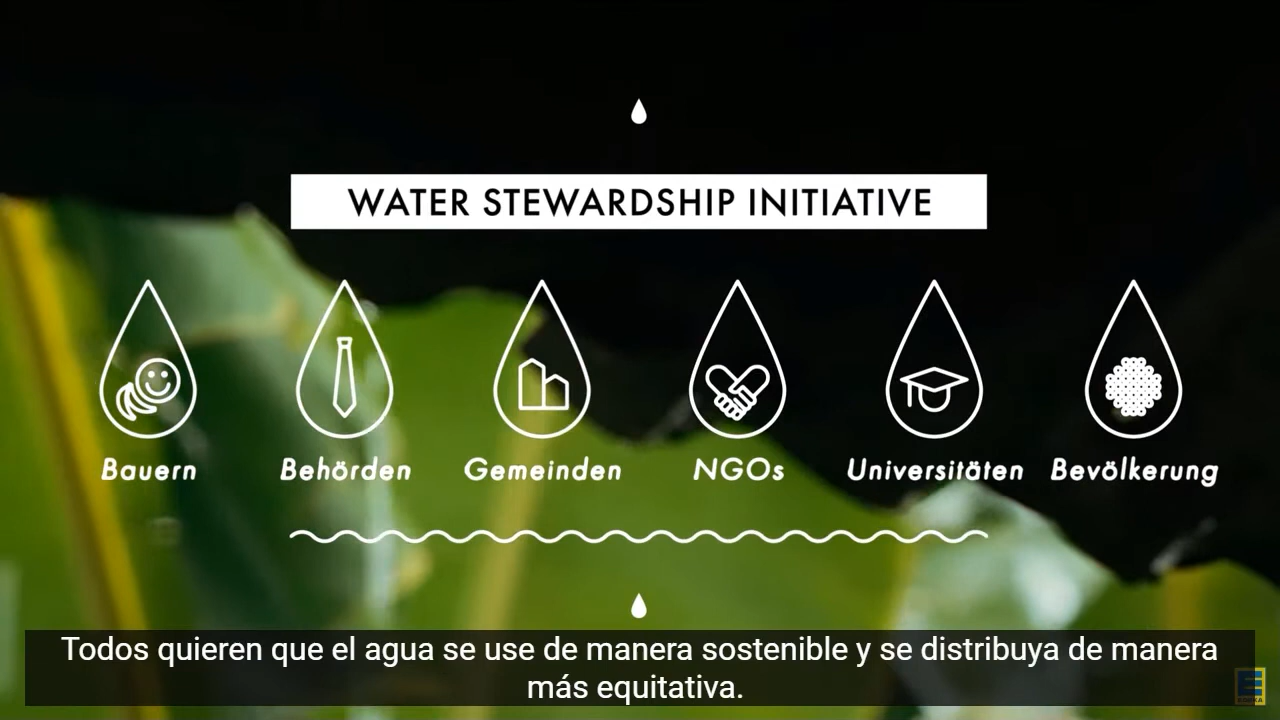 WATER STEWARDSHIP INITIATIVE
Bauern Behörden Gemeinden NGOs Universitäten Bevölkerung
Todos quieren que el agua se use de manera sostenible y se distribuya de manera
más equitativa.
E
EDEKA